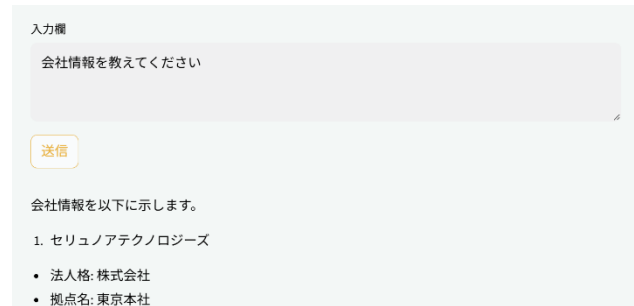 入力欄
会社情報を教えてください
送信
会社情報を以下に示します。
1. セリュノアテクノロジーズ
• 法人格: 株式会社
• 拠点名: 東京本社